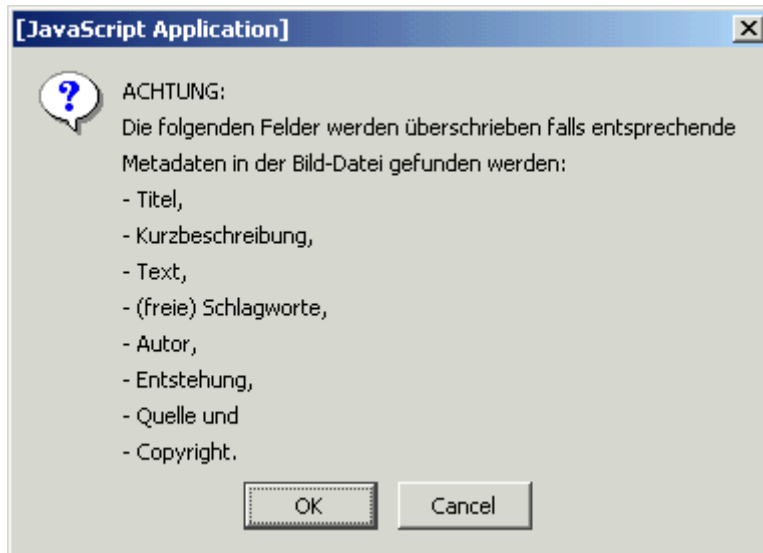 [JavaScript Application]
ACHTUNG:
Die folgenden Felder werden überschrieben falls entsprechende
Metadaten in der Bild-Datei gefunden werden:
- Titel,
- Kurzbeschreibung,
- Text,
- (freie) Schlagworte,
- Autor,
- Entstehung,
- Quelle und
- Copyright.
OK Cancel